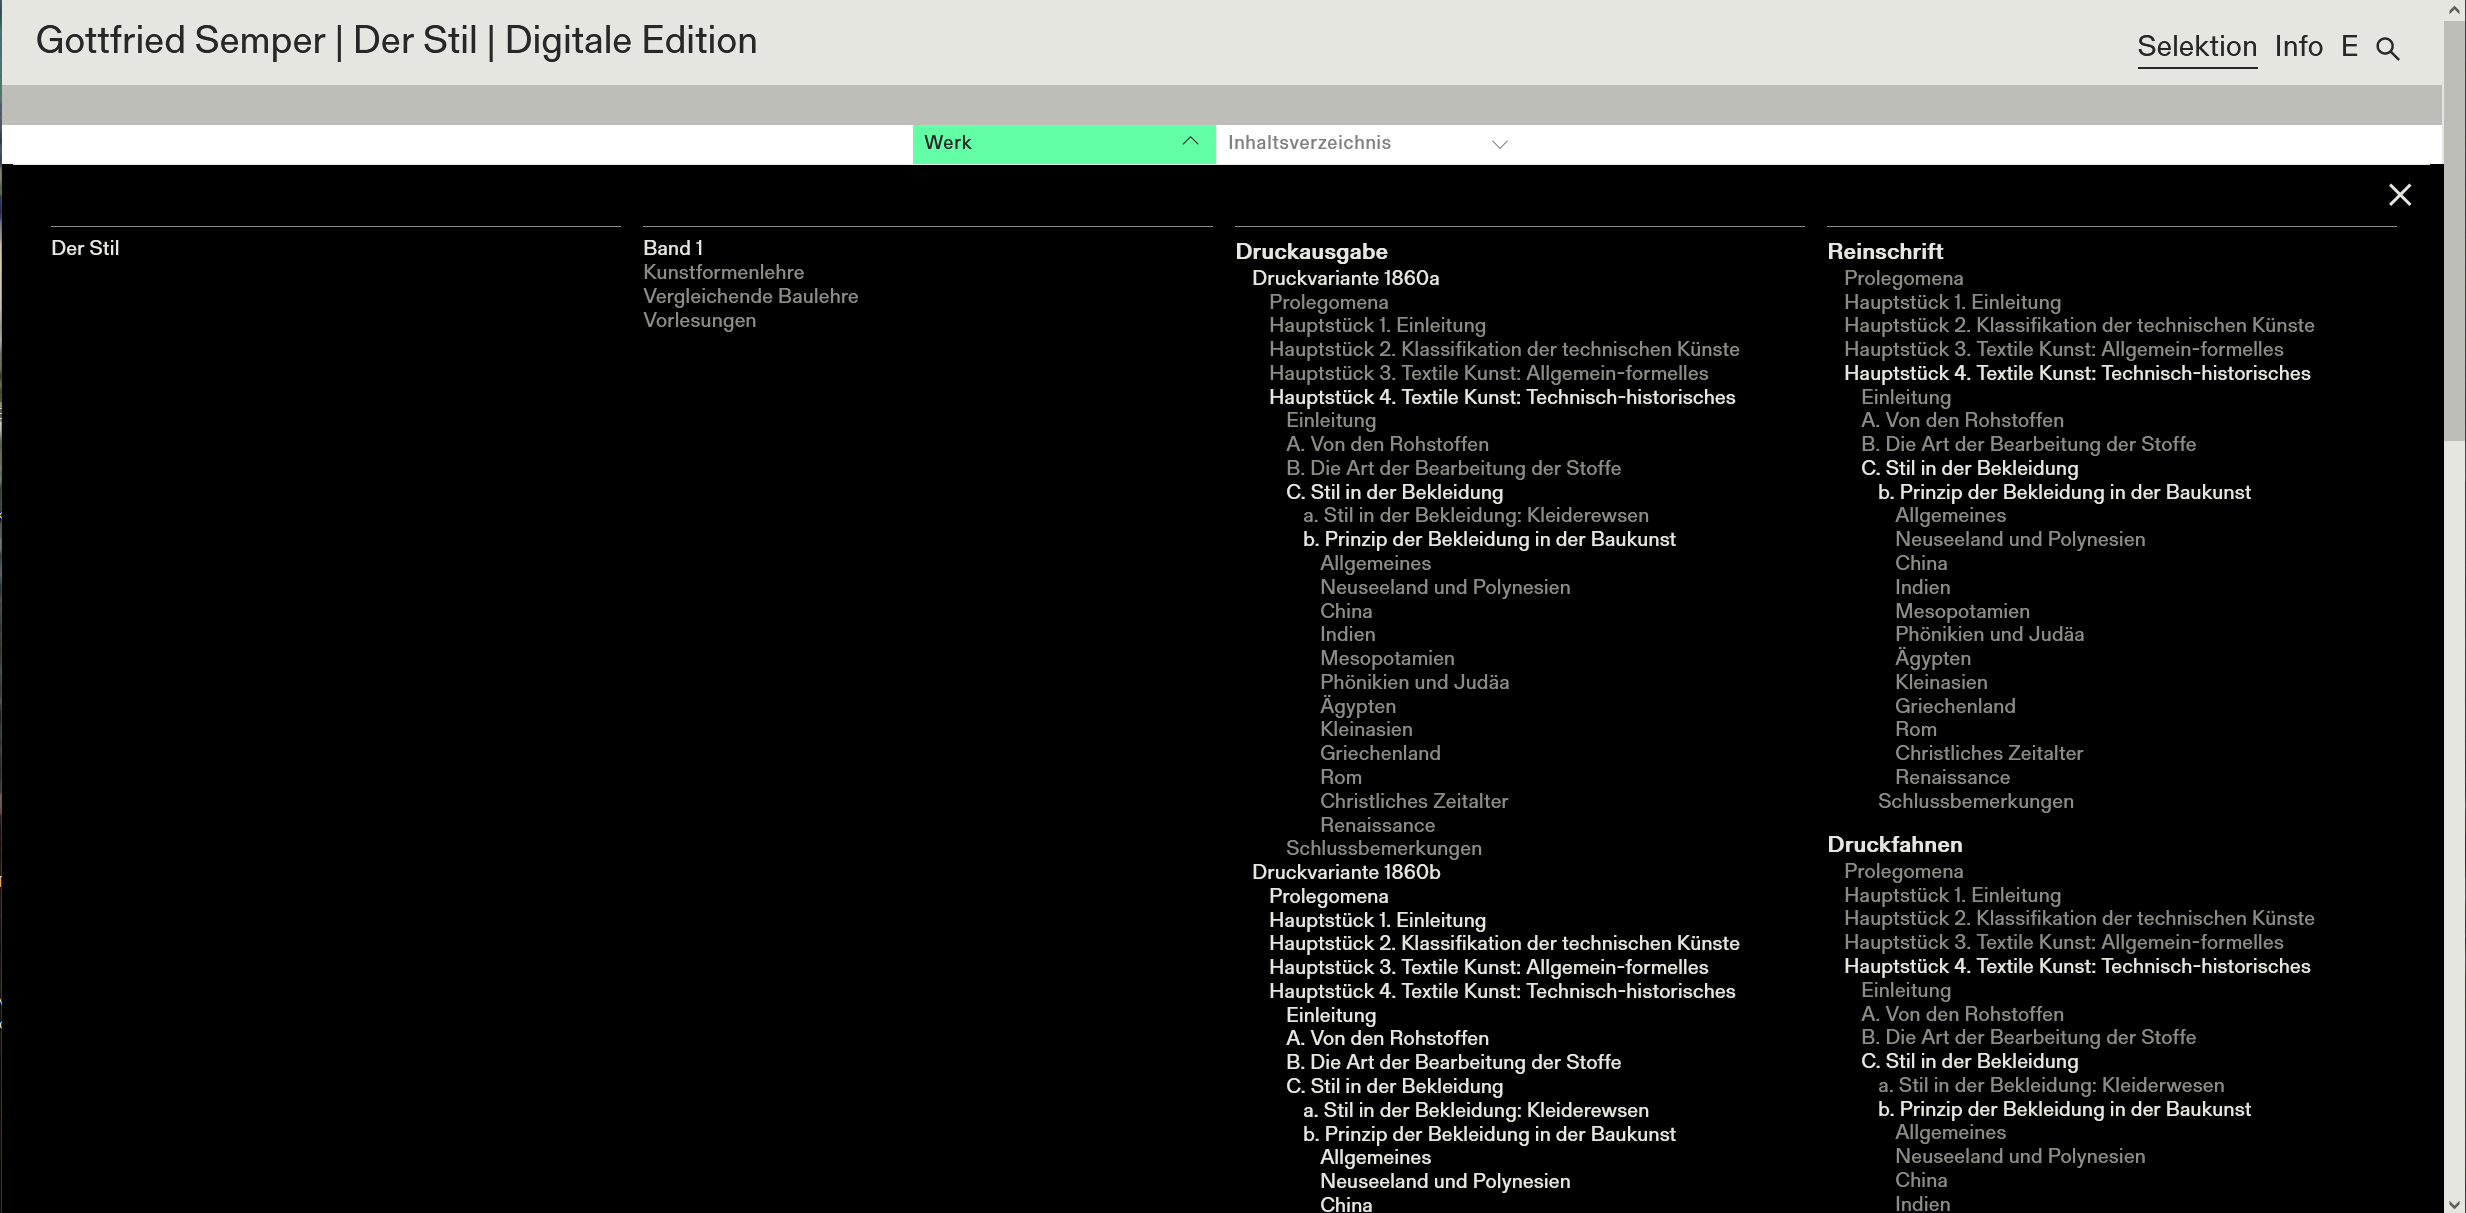 Gottfried Semper | Der Stil | Digitale Edition
Selektion Info E
Werk
Inhaltsverzeichnis
Der Stil
Band 1
Kunstformenlehre
Vergleichende Baulehre
Vorlesungen
Druckausgabe
Druckvariante 1860a
Prolegomena
Hauptstück 1. Einleitung
Hauptstück 2. Klassifikation der technischen Künste
Hauptstück 3. Textile Kunst: Allgemein-formelles
Hauptstück 4. Textile Kunst: Technisch-historisches
Einleitung
A. Von den Rohstoffen
B. Die Art der Bearbeitung der Stoffe
C. Stil in der Bekleidung
a. Stil in der Bekleidung: Kleiderewsen
b. Prinzip der Bekleidung in der Baukunst
Allgemeines
Neuseeland und Polynesien
China
Indien
Mesopotamien
Phönikien und Judäa
Ägypten
Kleinasien
Griechenland
Rom
Christliches Zeitalter
Renaissance
Schlussbemerkungen
Druckvariante 1860b
Prolegomena
Hauptstück 1. Einleitung
Hauptstück 2. Klassifikation der technischen Künste
Hauptstück 3. Textile Kunst: Allgemein-formelles
Hauptstück 4. Textile Kunst: Technisch-historisches
Einleitung
A. Von den Rohstoffen
B. Die Art der Bearbeitung der Stoffe
C. Stil in der Bekleidung
a. Stil in der Bekleidung: Kleiderewsen
b. Prinzip der Bekleidung in der Baukunst
Allgemeines
Neuseeland und Polynesien
China
Reinschrift
Prolegomena
Hauptstück 1. Einleitung
Hauptstück 2. Klassifikation der technischen Künste
Hauptstück 3. Textile Kunst: Allgemein-formelles
Hauptstück 4. Textile Kunst: Technisch-historisches
Einleitung
A. Von den Rohstoffen
B. Die Art der Bearbeitung der Stoffe
C. Stil in der Bekleidung
b. Prinzip der Bekleidung in der Baukunst
Allgemeines
Neuseeland und Polynesien
China
Indien
Mesopotamien
Phönikien und Judäa
Ägypten
Kleinasien
Griechenland
Rom
Christliches Zeitalter
Renaissance
Schlussbemerkungen
Druckfahnen
Prolegomena
Hauptstück 1. Einleitung
Hauptstück 2. Klassifikation der technischen Künste
Hauptstück 3. Textile Kunst: Allgemein-formelles
Hauptstück 4. Textile Kunst: Technisch-historisches
Einleitung
A. Von den Rohstoffen
B. Die Art der Bearbeitung der Stoffe
C. Stil in der Bekleidung
a. Stil in der Bekleidung: Kleiderwesen
b. Prinzip der Bekleidung in der Baukunst
Allgemeines
Neuseeland und Polynesien
China
Indien